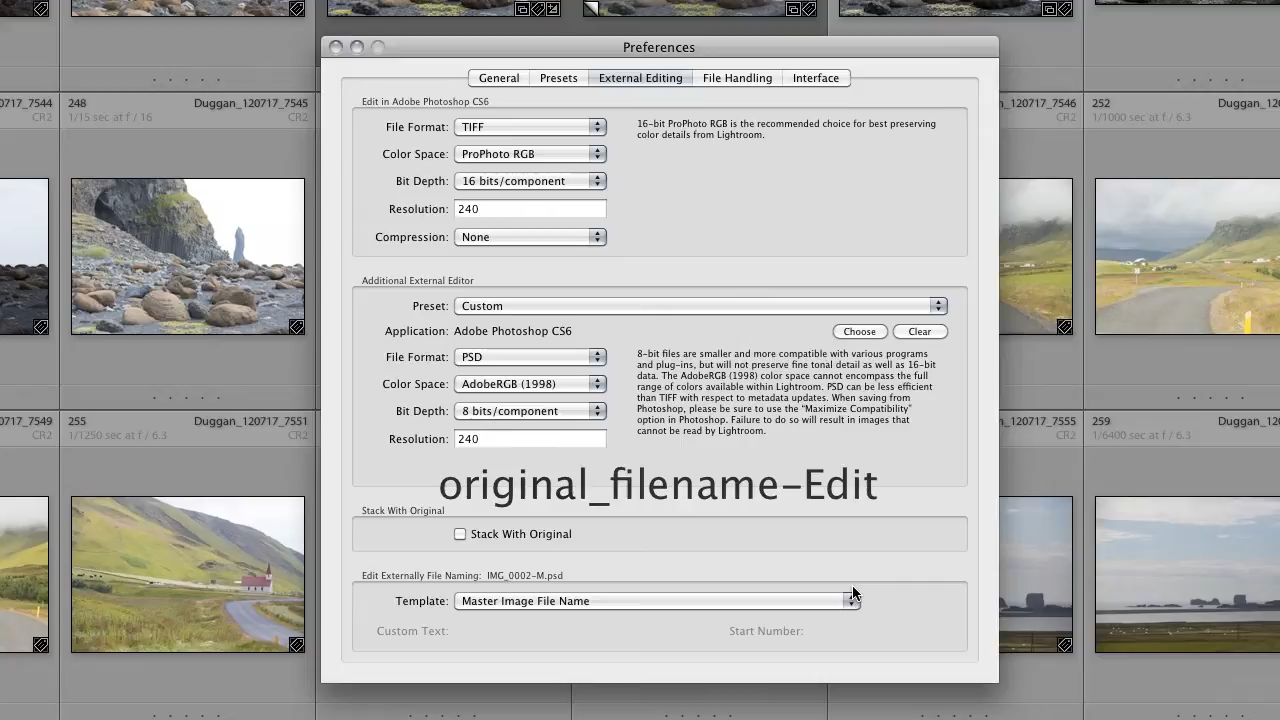 Preferences
General Presets External Editing File Handling Interface
0717_7544
248 Duggan_120717_7545
CR2 1/15 sec at f / 16 CR2
_120717_7546 252 Duggan_12
CR2 1/1000 sec at f / 6.3
0717_7549
255 Duggan_120717_7551
CR2 1/1250 sec at f / 6.3 CR2
_120717_7553 259 Duggan_12
CR2 1/6400 sec at f / 6.3
Edit in Adobe Photoshop CS6
File Format: TIFF
Color Space: ProPhoto RGB
Bit Depth: 16 bits/component
Resolution: 240
Compression: None
16-bit ProPhoto RGB is the recommended choice for best preserving
color details from Lightroom.
Additional External Editor
Preset: Custom
Application: Adobe Photoshop CS6 Choose Clear
File Format: PSD
Color Space: AdobeRGB (1998)
Bit Depth: 8 bits/component
Resolution: 240
8-bit files are smaller and more compatible with various programs
and plug-ins, but will not preserve fine tonal detail as well as 16-bit
data. The AdobeRGB (1998) color space cannot encompass the full
range of colors available within Lightroom. PSD can be less efficient
than TIFF with respect to metadata updates. When saving from
Photoshop, please be sure to use the "Maximize Compatibility"
option in Photoshop. Failure to do so will result in images that
cannot be read by Lightroom.
original_filename-Edit
Stack With Original
Stack With Original
Edit Externally File Naming: IMG_0002-M.psd
Template: Master Image File Name
Custom Text: Start Number: